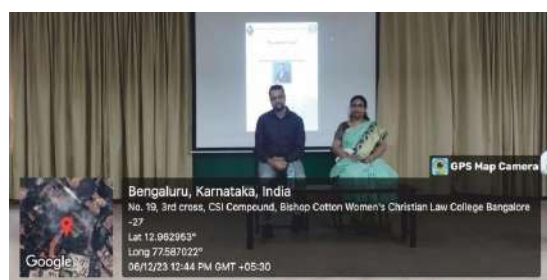 GPS Map Camera
Bengaluru, Karnataka, India
No. 19, 3rd cross, CSI Compound, Bishop Cotton Women's Christian Law College Bangalore
-27
Lat 12.962963°
Long 77.587022°
06/12/23 12:44 PM GMT +05:30
Google